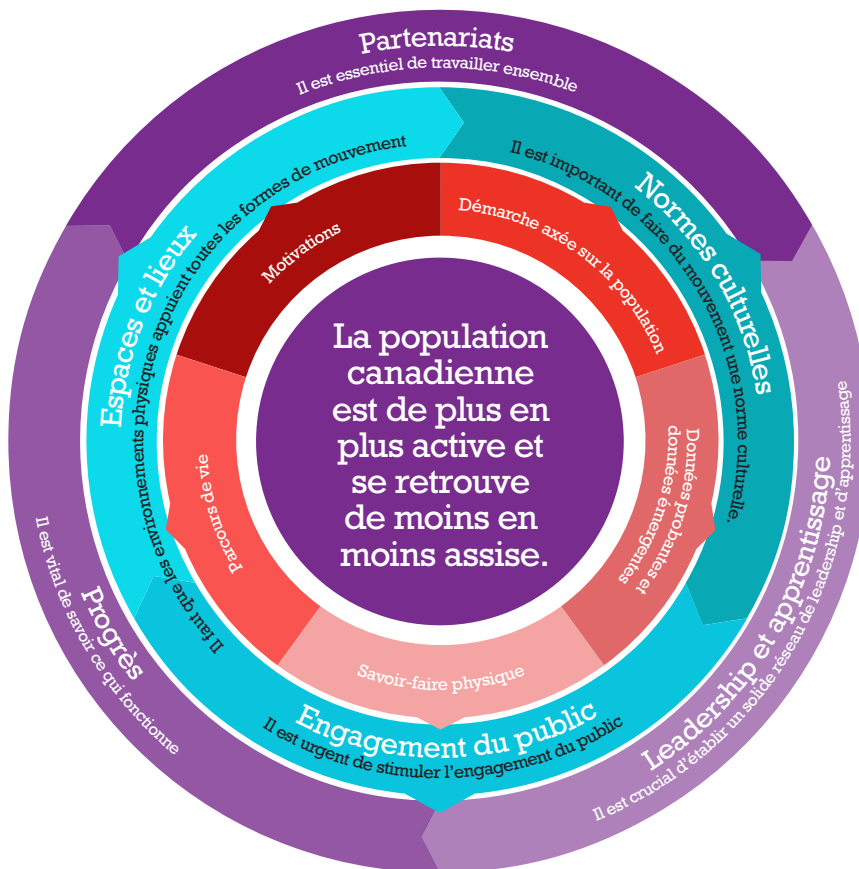 Partenariats
Il est essentiel de travailler ensemble
Normes culturelles
Il est important de faire du mouvement une norme culturelle.
Leadership et apprentissage
Il est crucial d'établir un solide réseau de leadership et d'apprentissage
Engagement du public
Il est urgent de stimuler l'engagement du public
Progrès
Il est vital de savoir ce qui fonctionne
Espaces et lieux
Il faut que les environnements physiques appuient toutes les formes de mouvement
Motivations
Démarche axée sur la population
Données probantes et
données émergentes
Savoir-faire physique
Parcours de vie
La population
canadienne
est de plus en
plus active et
se retrouve
de moins en
moins assise.